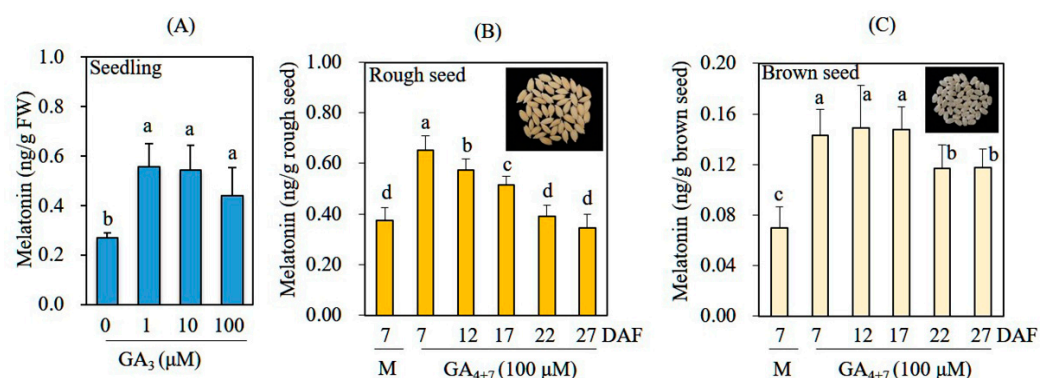 (A)
Seedling
Melatonin (ng/g FW)
1.0
0.8
0.6
0.4
0.2
0.0
b
a
a
a
0 1 10 100
GA₃ (μM)
(B)
Rough seed
Melatonin (ng/g rough seed)
1.00
0.80
0.60
0.40
0.20
0.00
d
a
b
c
d
d
7 7 12 17 22 27 DAF
M GA₄₊₇ (100 μM)
(C)
Brown seed
Melatonin (ng/g brown seed)
0.20
0.16
0.12
0.08
0.04
0.00
c
a
a
a
b
b
7 7 12 17 22 27 DAF
M GA₄₊₇ (100 μM)